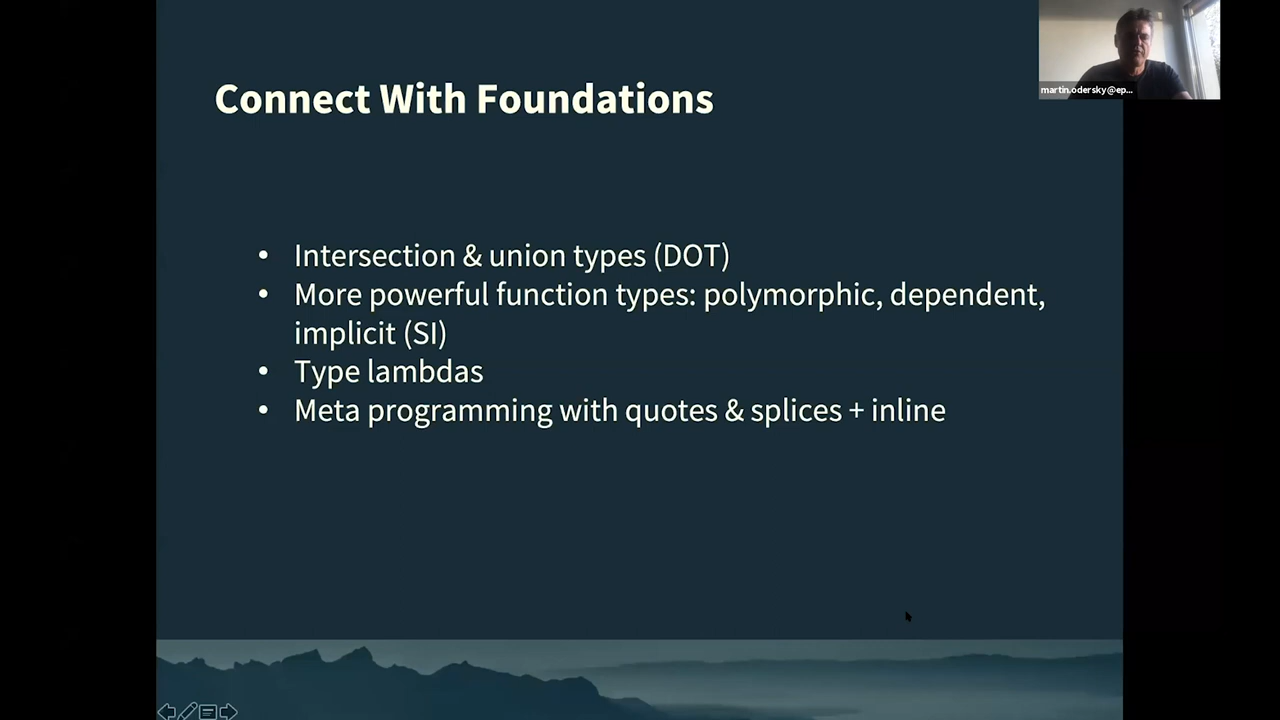 Connect With Foundations
martin.odersky@ep...
• Intersection & union types (DOT)
• More powerful function types: polymorphic, dependent,
implicit (SI)
• Type lambdas
• Meta programming with quotes & splices + inline